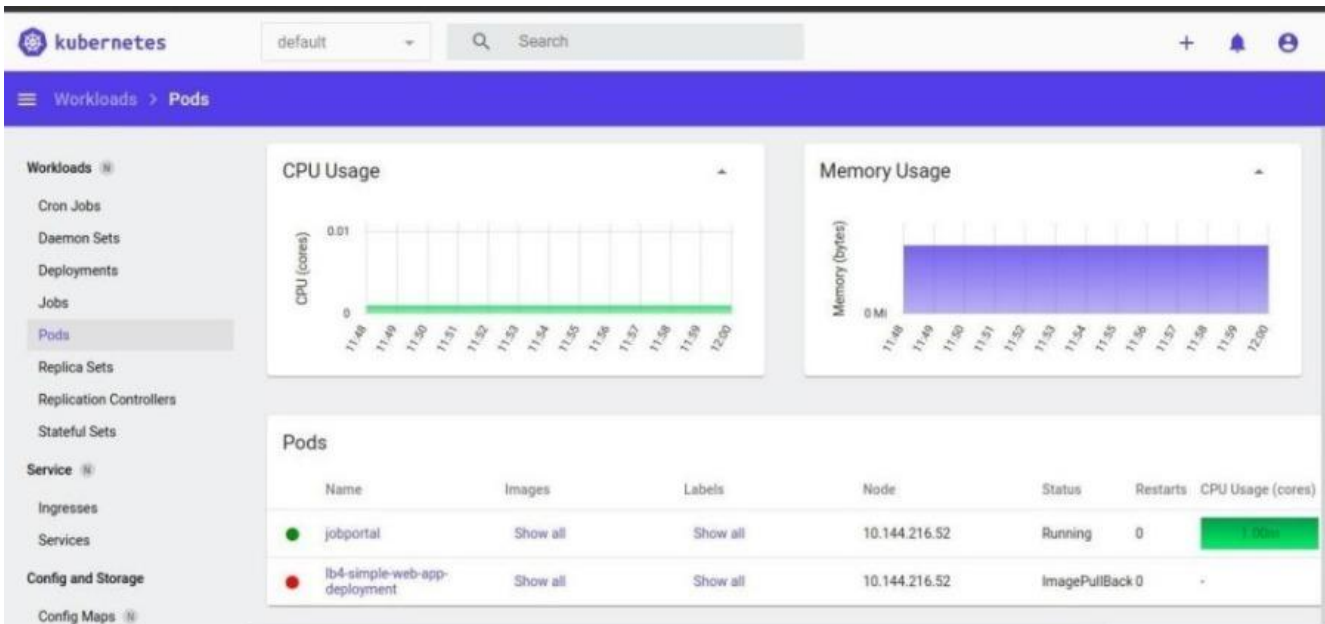 kubernetes
default
Search
Workloads > Pods
Workloads N
Cron Jobs
Daemon Sets
Deployments
Jobs
Pods
Replica Sets
Replication Controllers
Stateful Sets
Service N
Ingresses
Services
Config and Storage
Config Maps N
CPU Usage
CPU (cores)
0.01
0
11:48 11:49 11:50 11:51 11:52 11:53 11:54 11:55 11:56 11:57 11:58 11:59 12:00
Memory Usage
Memory (bytes)
0 Mi
11:48 11:49 11:50 11:51 11:52 11:53 11:54 11:55 11:56 11:57 11:58 11:59 12:00
Pods
Name Images Labels Node Status Restarts CPU Usage (cores)
jobportal Show all Show all 10.144.216.52 Running 0 1.00m
lb4-simple-web-app-
deployment Show all Show all 10.144.216.52 ImagePullBack 0 -